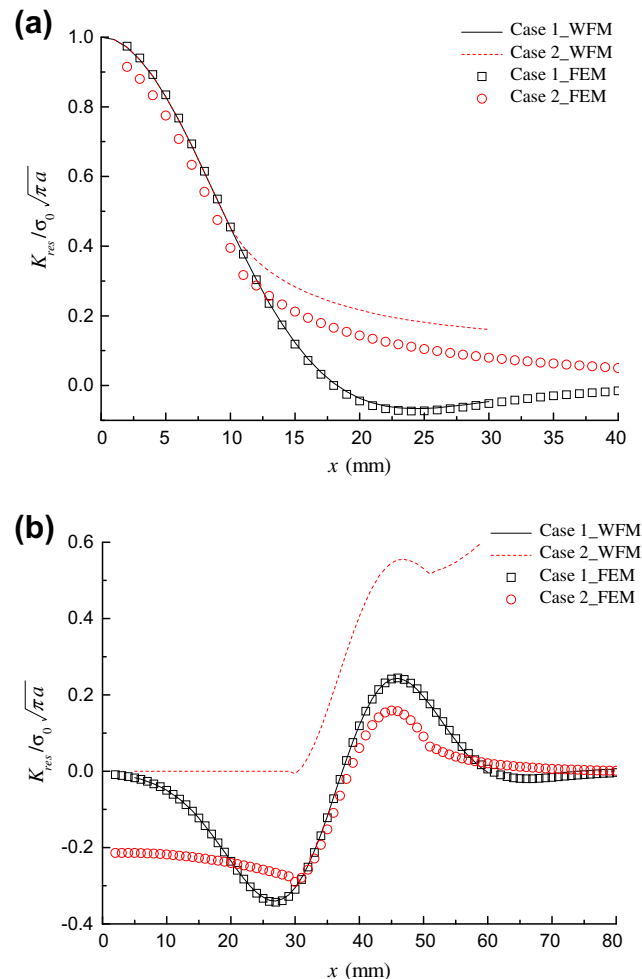 (a)
Case 1_WFM
Case 2_WFM
Case 1_FEM
Case 2_FEM
K_res/σ₀√πa
1.0
0.8
0.6
0.4
0.2
0.0
0 5 10 15 20 25 30 35 40
x (mm)
(b)
Case 1_WFM
Case 2_WFM
Case 1_FEM
Case 2_FEM
K_res/σ₀√πa
0.6
0.4
0.2
0.0
-0.2
-0.4
0 10 20 30 40 50 60 70 80
x (mm)